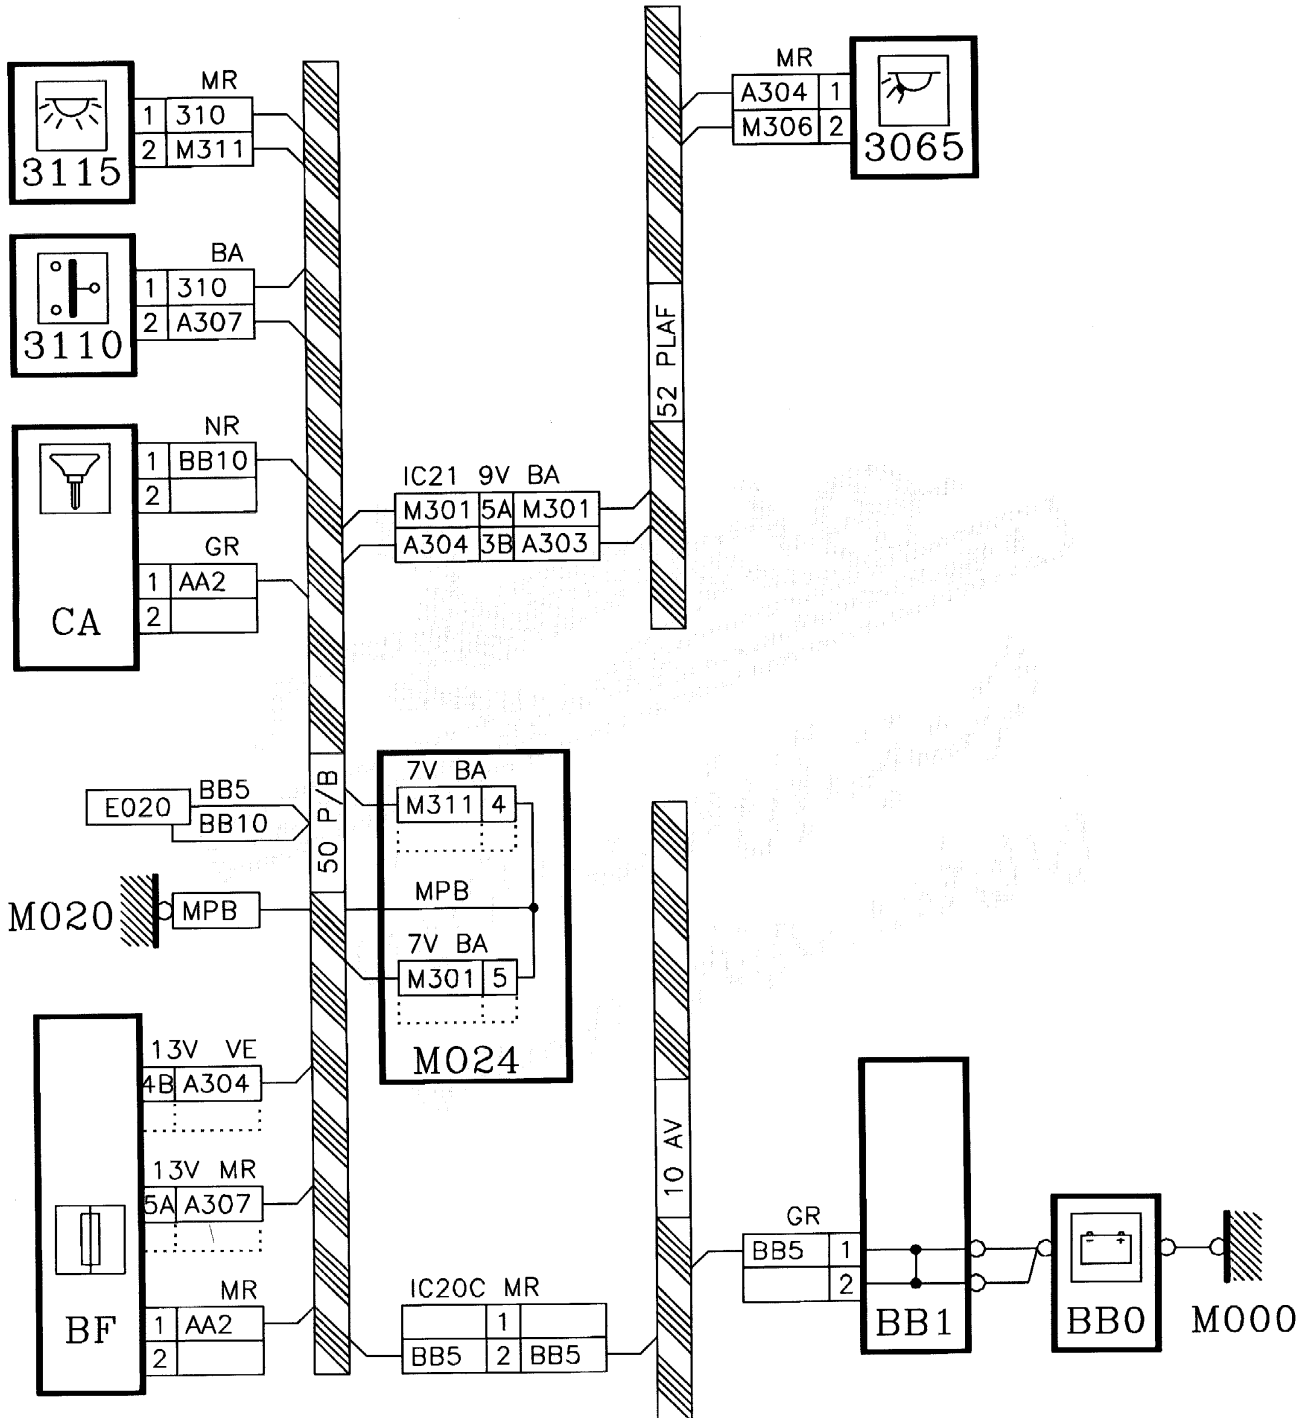 MR
1 310
2 M311
3115
BA
1 310
2 A307
3110
NR
1 BB10
2
GR
1 AA2
2
CA
E020
BB5
BB10
M020
MPB
13V VE
4B A304
13V MR
5A A307
MR
1 AA2
2
BF
50 P/B
IC21 9V BA
M301 5A M301
A304 3B A303
7V BA
M311 4
MPB
7V BA
M301 5
M024
IC20C MR
1
BB5 2 BB5
52 PLAF
MR
A304 1
M306 2
3065
10 AV
GR
BB5 1
2
BB1
BB0
M000